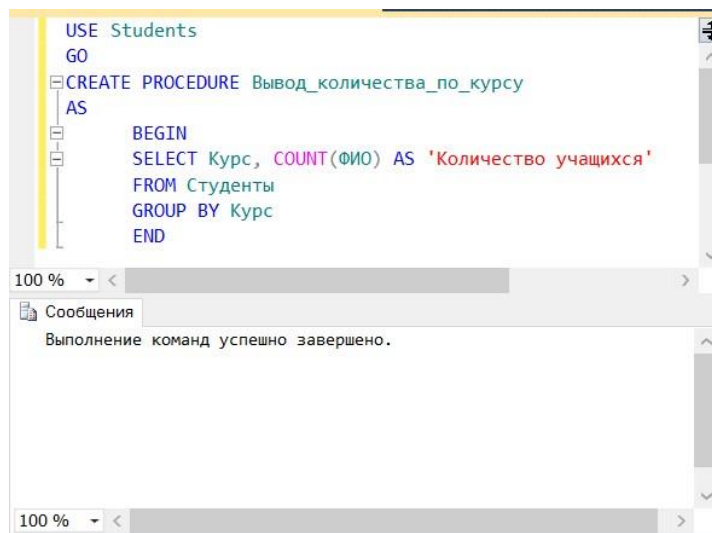 USE Students
GO
CREATE PROCEDURE Вывод_количества_по_курсу
AS
BEGIN
SELECT Курс, COUNT(ФИО) AS 'Количество учащихся'
FROM Студенты
GROUP BY Курс
END
100 %
Сообщения
Выполнение команд успешно завершено.
100 %